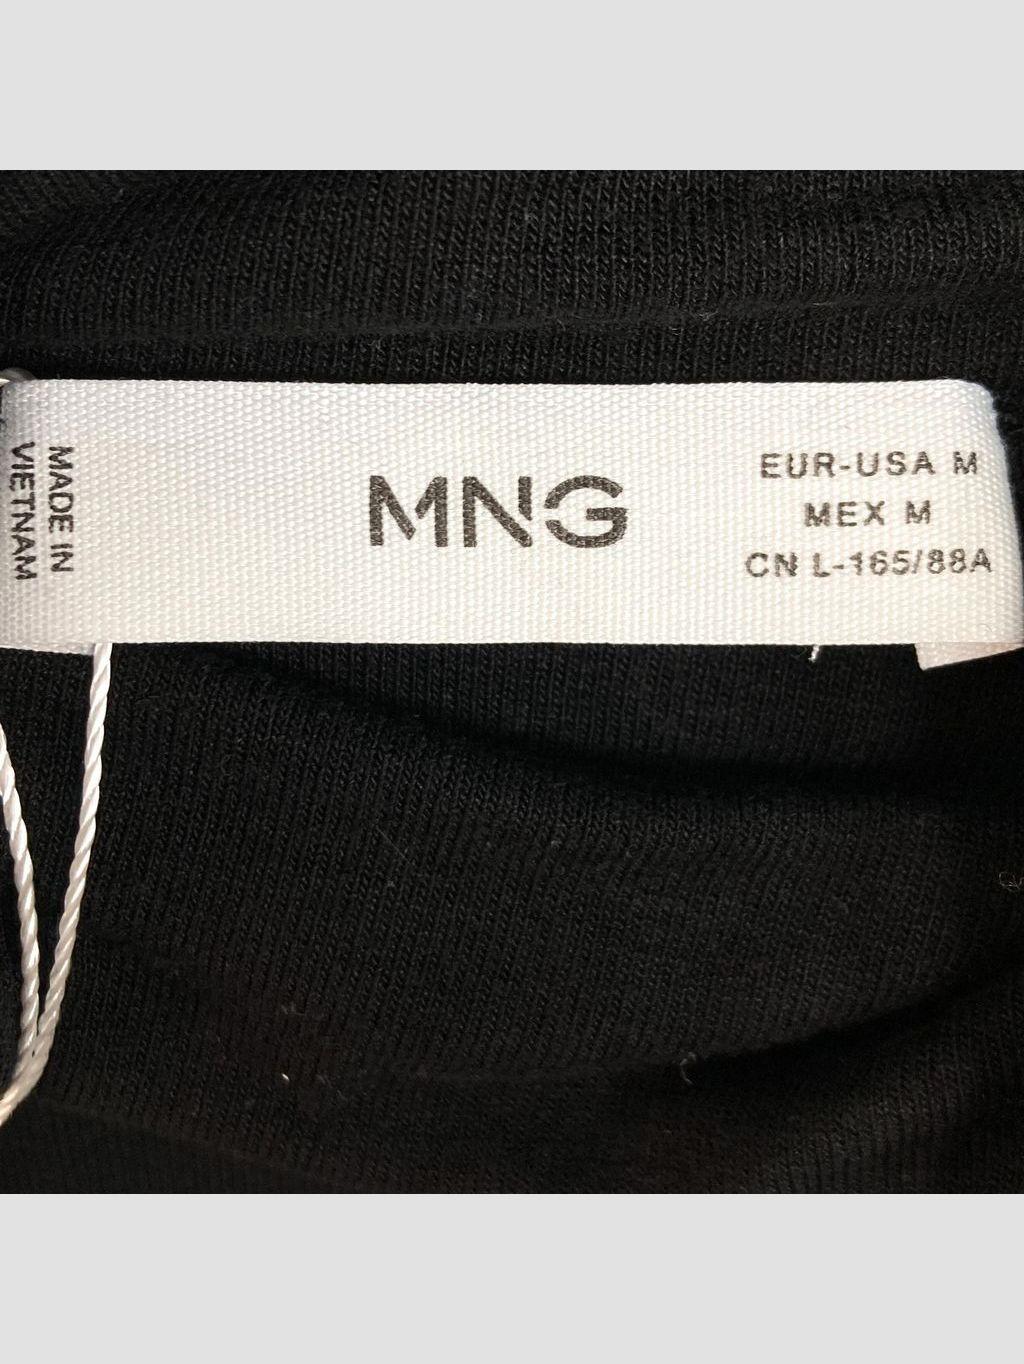 MADE IN
VIETNAM
MNG
EUR-USA M
MEX M
CN L-165/88A